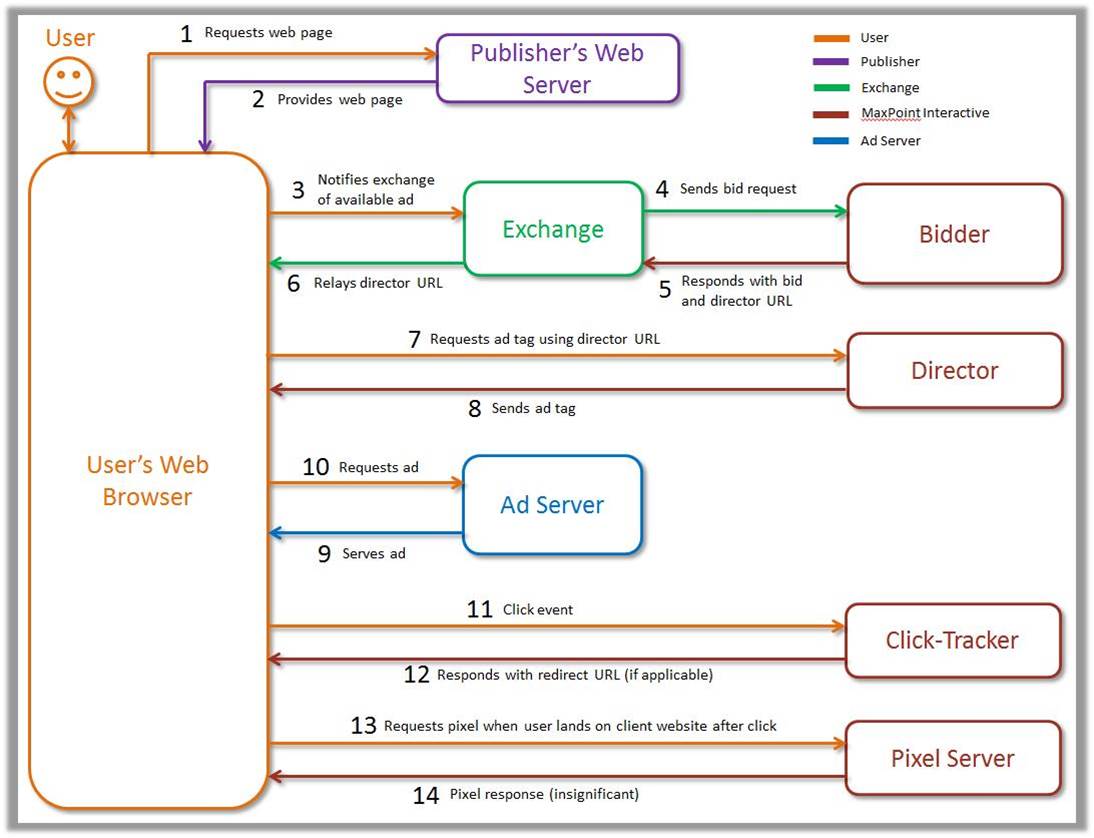 User
1 Requests web page
2 Provides web page
Publisher's Web
Server
User
Publisher
Exchange
MaxPoint Interactive
Ad Server
3 Notifies exchange
of available ad
Exchange
4 Sends bid request
Bidder
6 Relays director URL
5 Responds with bid
and director URL
7 Requests ad tag using director URL
Director
8 Sends ad tag
User's Web
Browser
10 Requests ad
Ad Server
9 Serves ad
11 Click event
Click-Tracker
12 Responds with redirect URL (if applicable)
13 Requests pixel when user lands on client website after click
Pixel Server
14 Pixel response (insignificant)